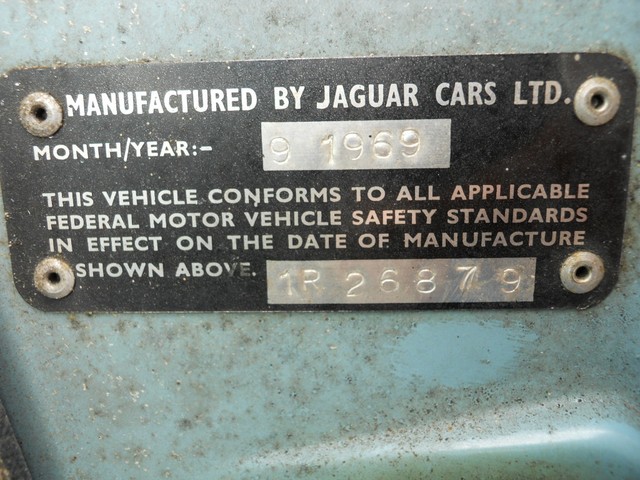 MANUFACTURED BY JAGUAR CARS LTD.
MONTH/YEAR:- 9 1969
THIS VEHICLE CONFORMS TO ALL APPLICABLE
FEDERAL MOTOR VEHICLE SAFETY STANDARDS
IN EFFECT ON THE DATE OF MANUFACTURE
SHOWN ABOVE. 1R 26879